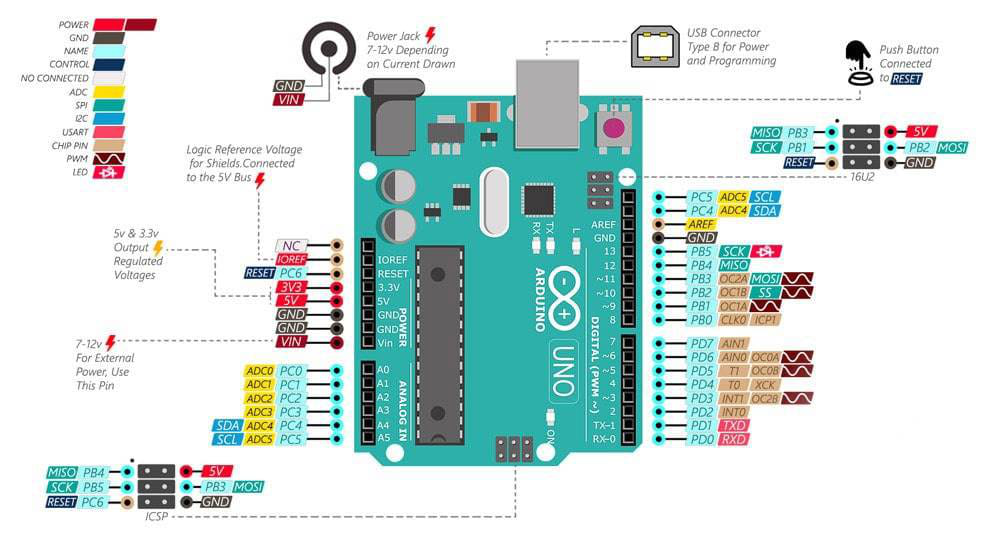 POWER
GND
NAME
CONTROL
NO CONNECTED
ADC
SPI
I2C
USART
CHIP PIN
PWM
LED
Power Jack
7-12v Depending
on Current Drawn
GND
VIN
USB Connector
Type B for Power
and Programming
Push Button
Connected
to RESET
MISO PB3 5V
SCK PB1 PB2 MOSI
RESET GND
16U2
Logic Reference Voltage
for Shields.Connected
to the 5V Bus
5v & 3.3v
Output
Regulated
Voltages
7-12v
For External
Power, Use
This Pin
NC
IOREF
RESET PC6
3V3
5V
GND
GND
VIN
ADC0 PC0
ADC1 PC1
ADC2 PC2
ADC3 PC3
SDA ADC4 PC4
SCL ADC5 PC5
IOREF
RESET
3.3V
5V
GND
GND
Vin
POWER
A0
A1
A2
A3
A4
A5
ANALOG IN
RX
TX
L
ARDUINO
UNO
ON
AREF
GND
13
12
~11
~10
~9
8
7
~6
~5
4
~3
2
TX-1
RX-0
DIGITAL (PWM ~)
PC5 ADC5 SCL
PC4 ADC4 SDA
AREF
GND
PB5 SCK
PB4 MISO
PB3 OC2A MOSI
PB2 OC1B SS
PB1 OC1A
PB0 CLK0 ICP1
PD7 AIN1
PD6 AIN0 OC0A
PD5 T1 OC0B
PD4 T0 XCK
PD3 INT1 OC2B
PD2 INT0
PD1 TXD
PD0 RXD
MISO PB4 5V
SCK PB5 PB3 MOSI
RESET PC6 GND
ICSP